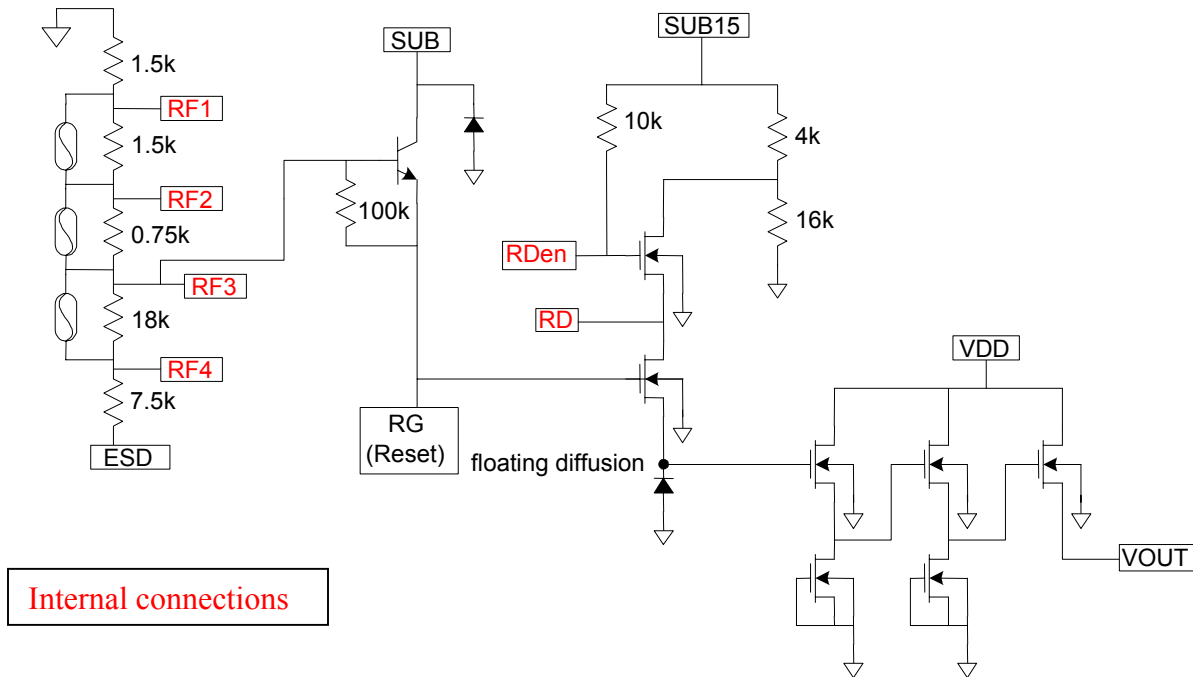 SUB
SUB15
1.5k
RF1
10k
4k
1.5k
RF2
100k
16k
0.75k
RDen
RF3
18k
RD
VDD
RF4
7.5k
RG
(Reset)
ESD
floating diffusion
VOUT
Internal connections